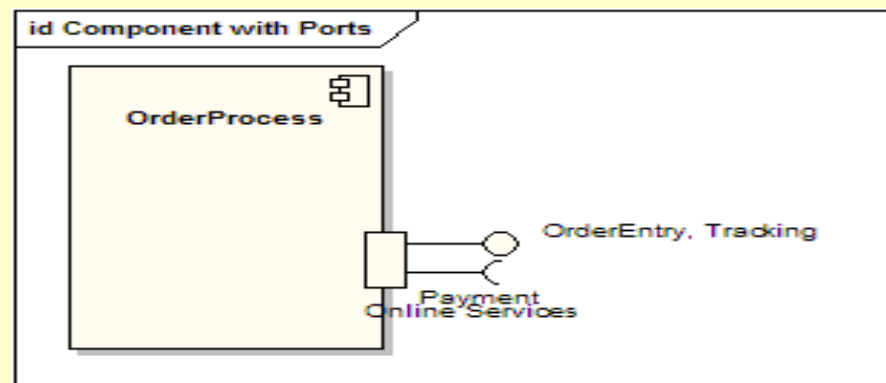 id Component with Ports
OrderProcess
OrderEntry, Tracking
Payment
Online Services